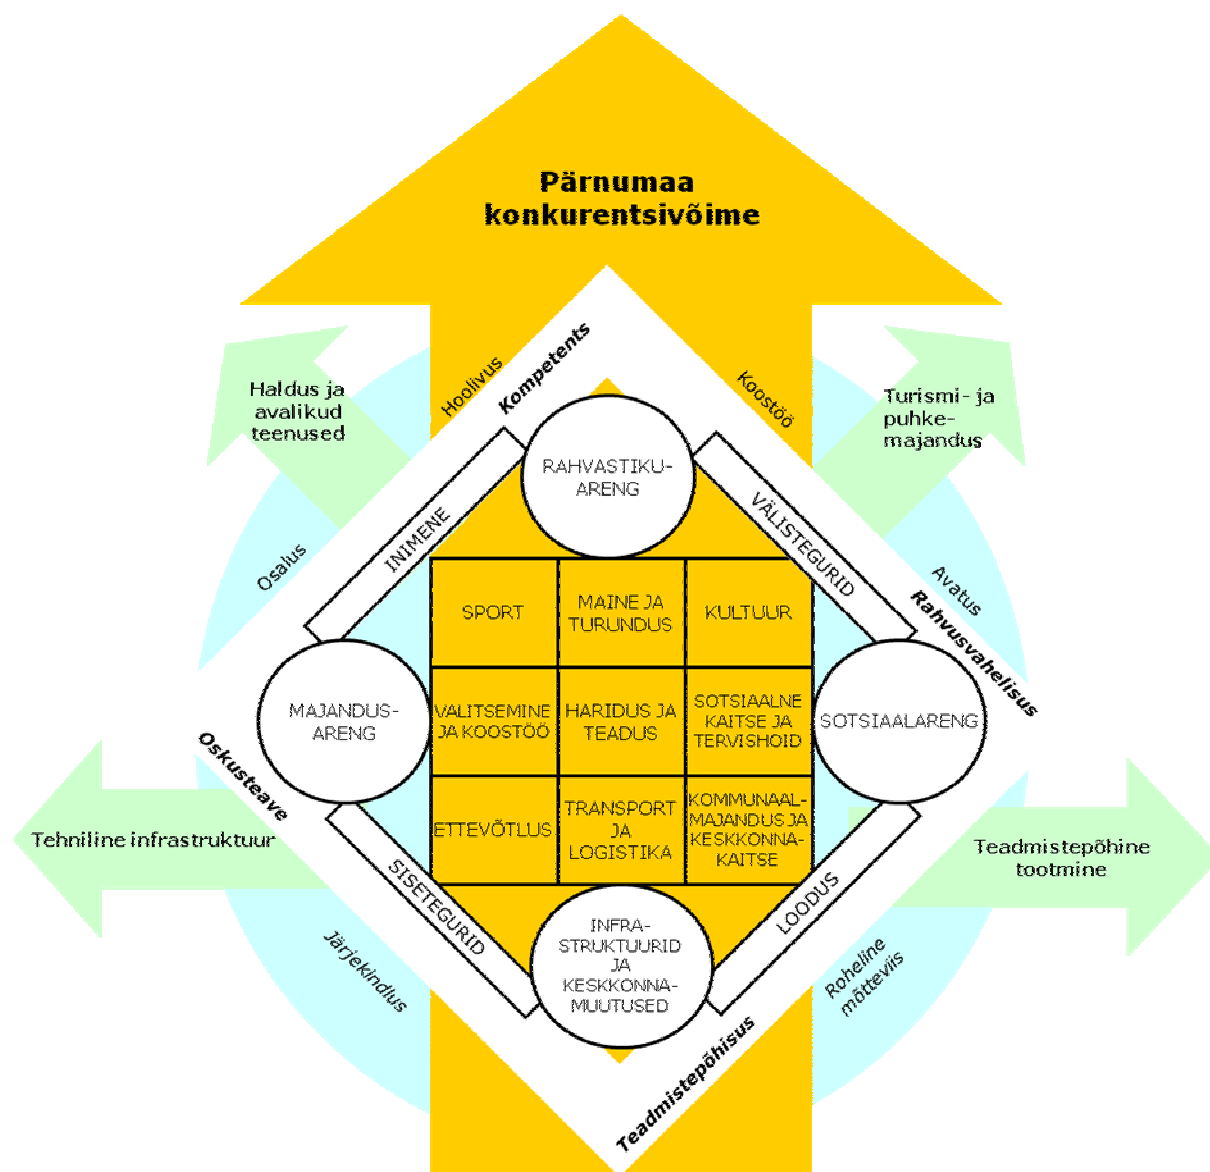 Pärnumaa
konkurentsivõime
Hoolivus
Kompetents
Koostöö
Haldus ja
avalikud
teenused
Turismi- ja
puhke-
majandus
RAHVASTIKU-
ARENG
INIMENE
VÄLISTEGURID
Osalus
Avatus
Rahvusvahelisus
SPORT
MAINE JA
TURUNDUS
KULTUUR
MAJANDUS-
ARENG
VALITSEMINE
JA KOOSTÖÖ
HARIDUS JA
TEADUS
SOTSIAALNE
KAITSE JA
TERVISHOID
SOTSIAALARENG
Oskusteave
ETTEVÕTLUS
TRANSPORT
JA
LOGISTIKA
KOMMUNAAL-
MAJANDUS JA
KESKKONNA-
KAITSE
Tehniline infrastruktuur
Teadmistepõhine
tootmine
SISETEGURID
LOODUS
INFRA-
STRUKTUURID
JA
KESKKONNA-
MUUTUSED
Järjekindlus
Roheline
mõtteviis
Teadmistepõhisus